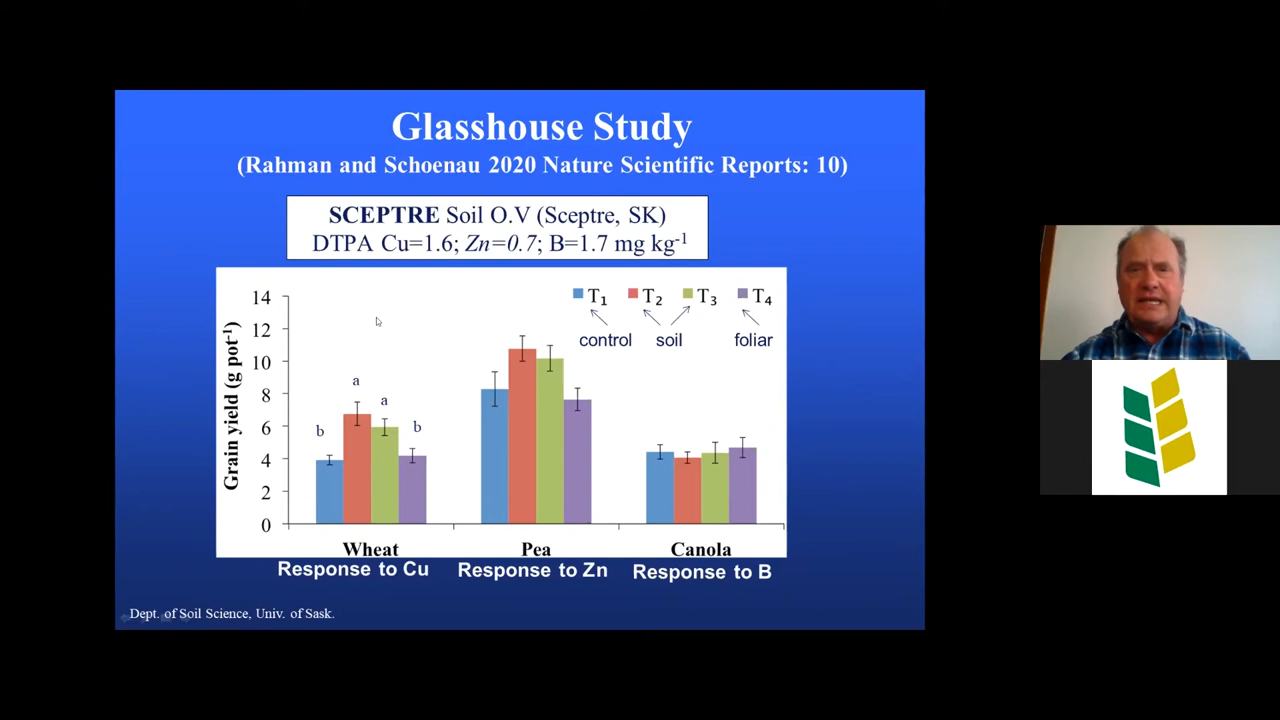 Glasshouse Study
(Rahman and Schoenau 2020 Nature Scientific Reports: 10)
SCEPTRE Soil O.V (Sceptre, SK)
DTPA Cu=1.6; Zn=0.7; B=1.7 mg kg-1
Grain yield (g pot-1)
14
12
10
8
6
4
2
0
T1 T2 T3 T4
control soil foliar
b a a b
Wheat Pea Canola
Response to Cu Response to Zn Response to B
Dept. of Soil Science, Univ. of Sask.